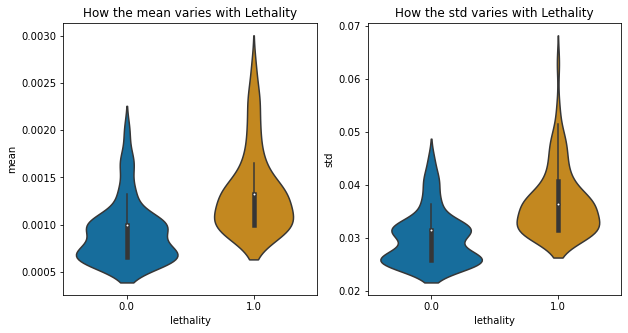 How the mean varies with Lethality
0.0030
0.0025
0.0020
0.0015
0.0010
0.0005
mean
0.0
1.0
lethality
How the std varies with Lethality
0.07
0.06
0.05
0.04
0.03
0.02
std
0.0
1.0
lethality